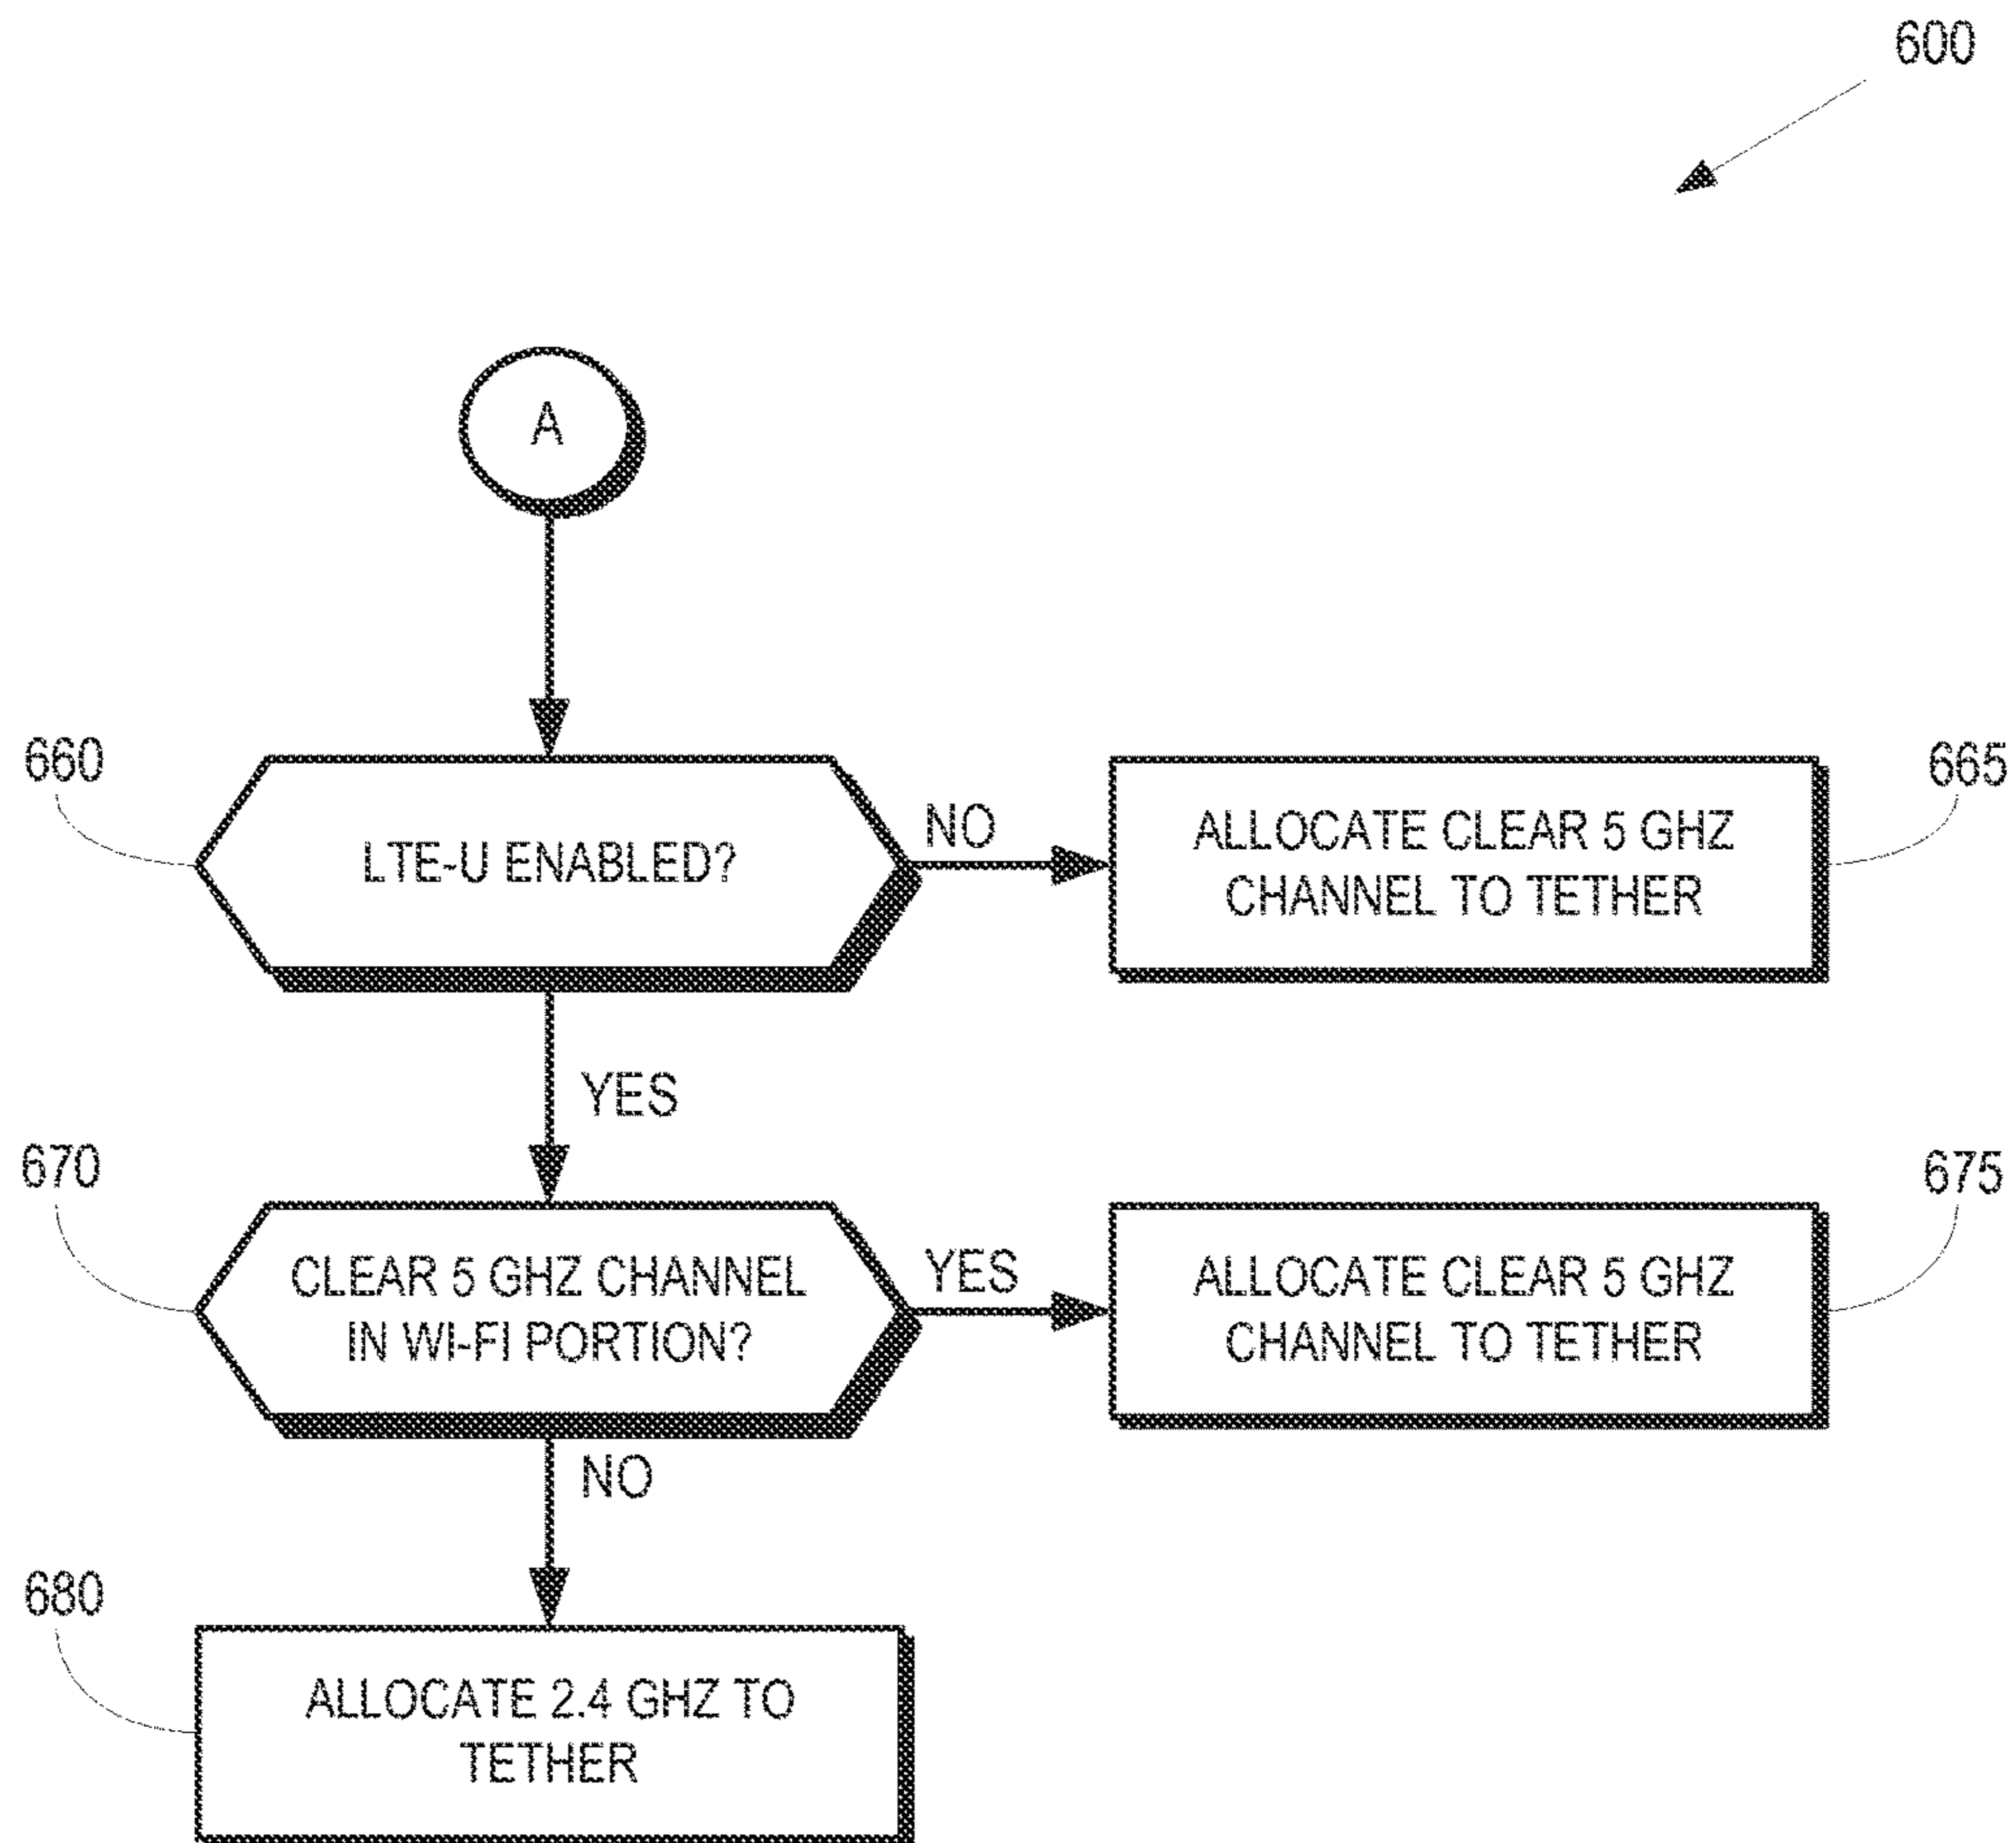 600
A
660
LTE-U ENABLED?
NO
ALLOCATE CLEAR 5 GHZ
CHANNEL TO TETHER
665
YES
670
CLEAR 5 GHZ CHANNEL
IN WI-FI PORTION?
YES
ALLOCATE CLEAR 5 GHZ
CHANNEL TO TETHER
675
NO
680
ALLOCATE 2.4 GHZ TO
TETHER